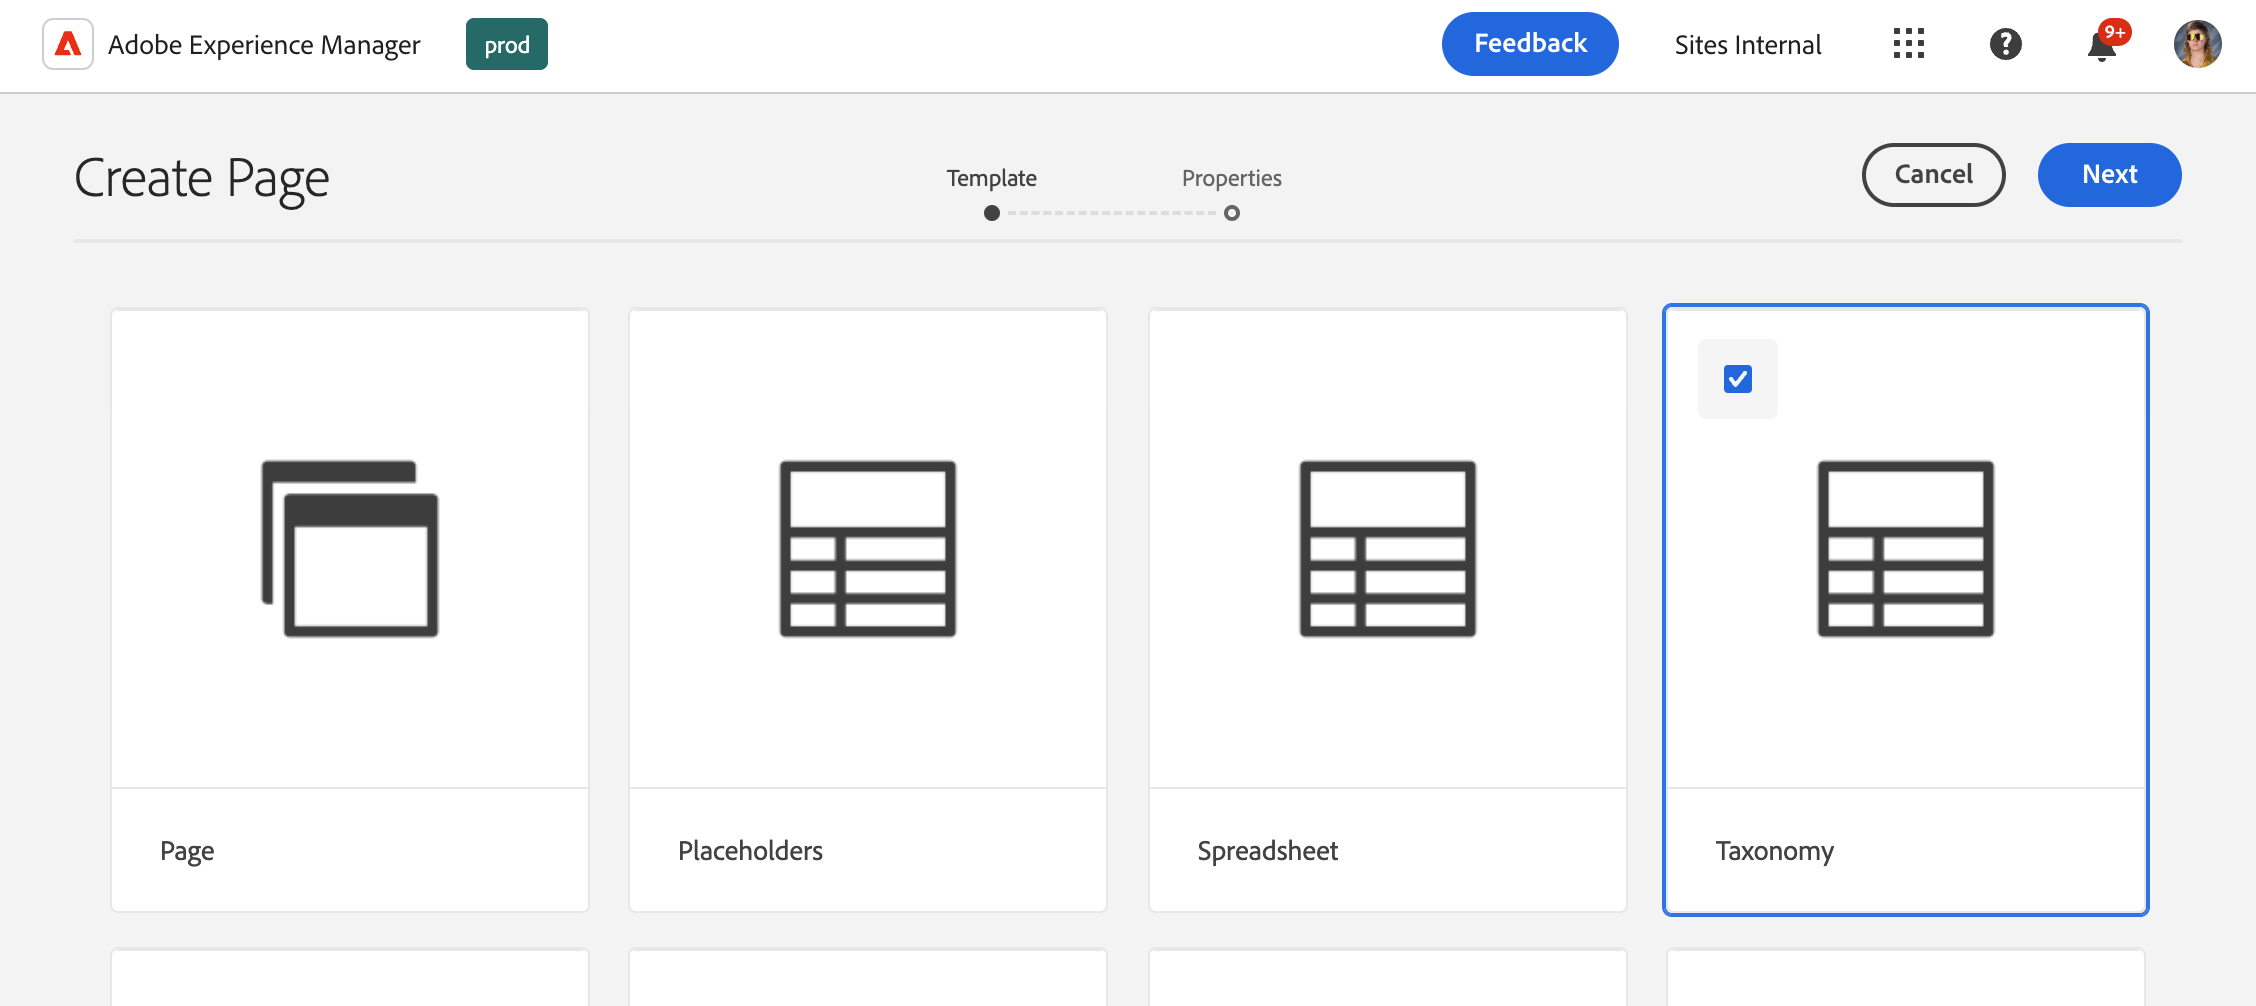 Adobe Experience Manager prod Feedback Sites Internal 9+
Create Page
Template Properties
Cancel Next
Page Placeholders Spreadsheet Taxonomy